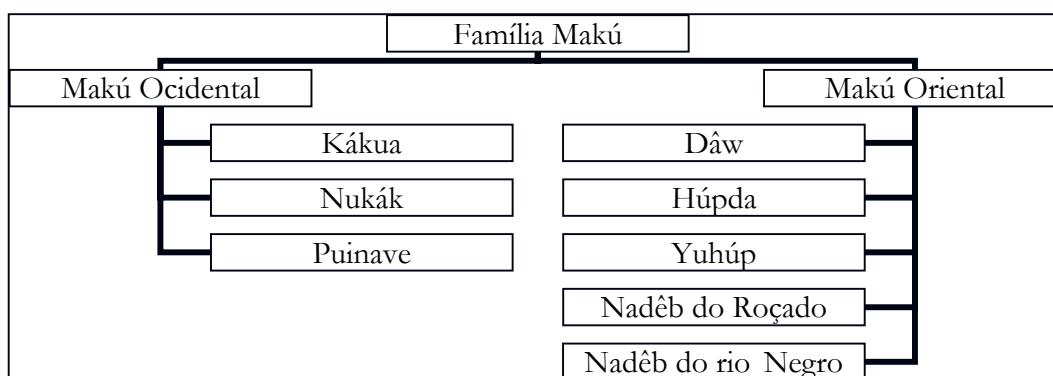 Família Makú
Makú Ocidental
Makú Oriental
Kákua
Nukák
Puinave
Dâw
Húpda
Yuhúp
Nadêb do Roçado
Nadêb do rio Negro